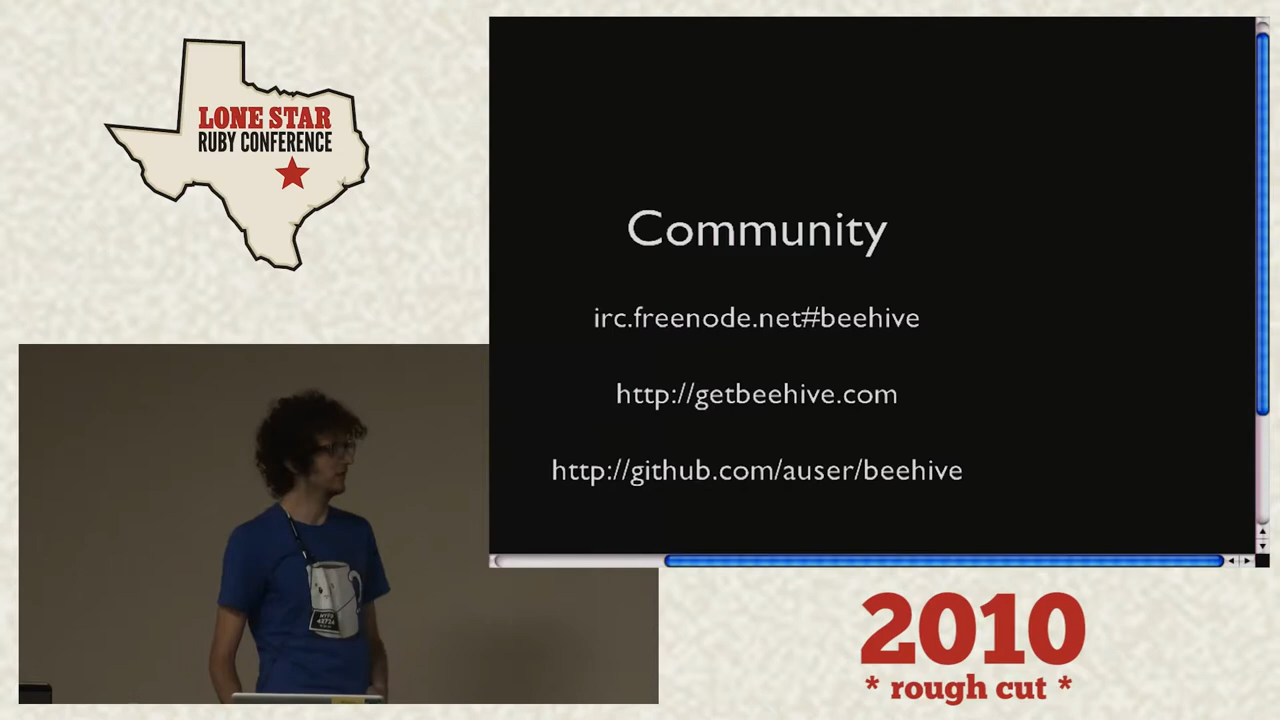 LONE STAR
RUBY CONFERENCE
Community
irc.freenode.net#beehive
http://getbeehive.com
http://github.com/auser/beehive
2010
* rough cut *